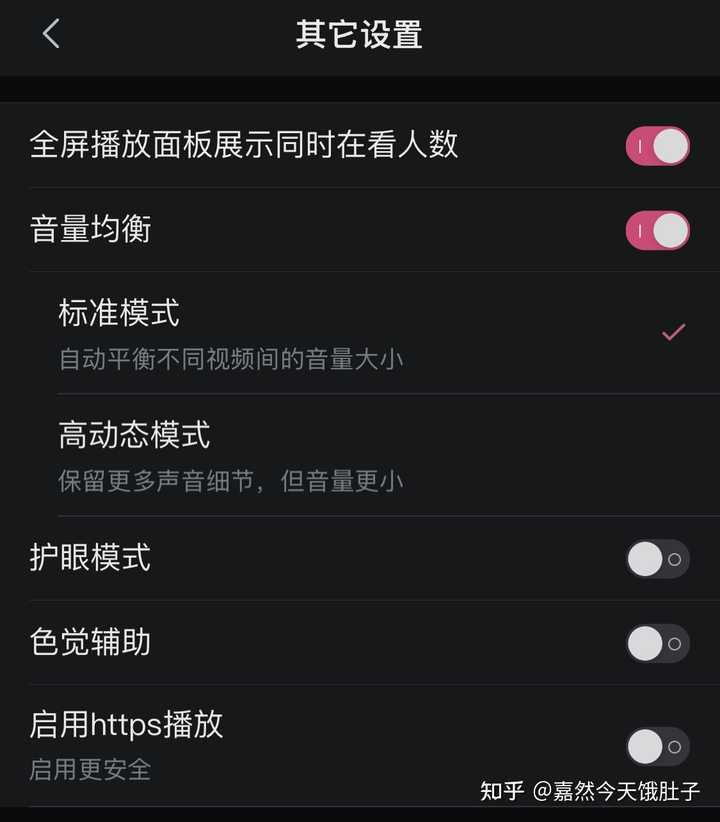 其它设置
全屏播放面板展示同时在看人数
音量均衡
标准模式
自动平衡不同视频间的音量大小
高动态模式
保留更多声音细节，但音量更小
护眼模式
色觉辅助
启用https播放
启用更安全
知乎 @嘉然今天饿肚子